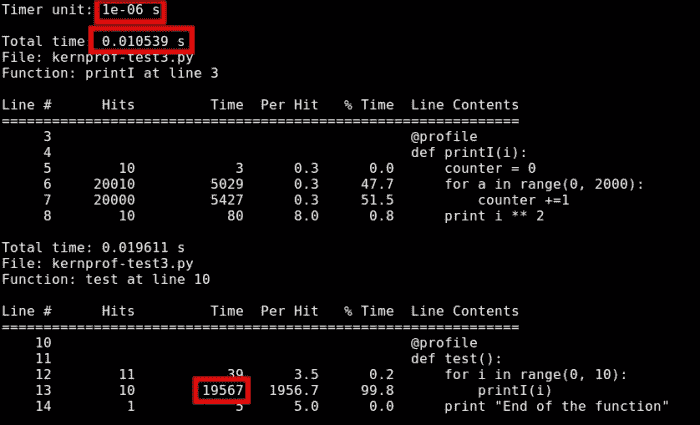 Timer unit: 1e-06 s
Total time: 0.010539 s
File: kernprof-test3.py
Function: printI at line 3
Line # Hits Time Per Hit % Time Line Contents
==============================================================
3 @profile
4 def printI(i):
5 10 3 0.3 0.0 counter = 0
6 20010 5029 0.3 47.7 for a in range(0, 2000):
7 20000 5427 0.3 51.5 counter +=1
8 10 80 8.0 0.8 print i ** 2
Total time: 0.019611 s
File: kernprof-test3.py
Function: test at line 10
Line # Hits Time Per Hit % Time Line Contents
==============================================================
10 @profile
11 def test():
12 11 39 3.5 0.2 for i in range(0, 10):
13 10 19567 1956.7 99.8 printI(i)
14 1 5 5.0 0.0 print "End of the function"